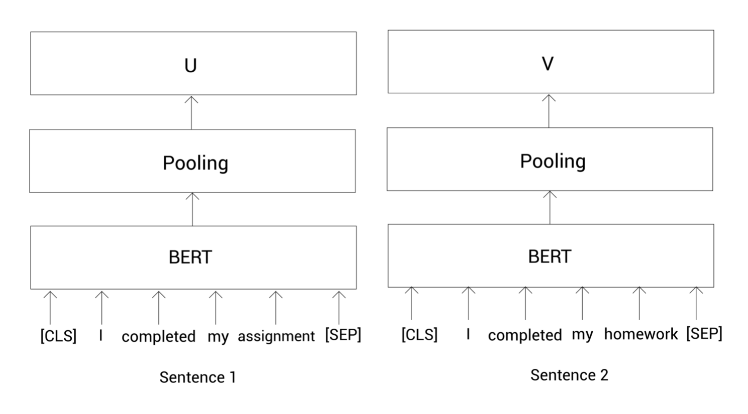 U
Pooling
BERT
[CLS] I completed my assignment [SEP]
Sentence 1
V
Pooling
BERT
[CLS] I completed my homework [SEP]
Sentence 2